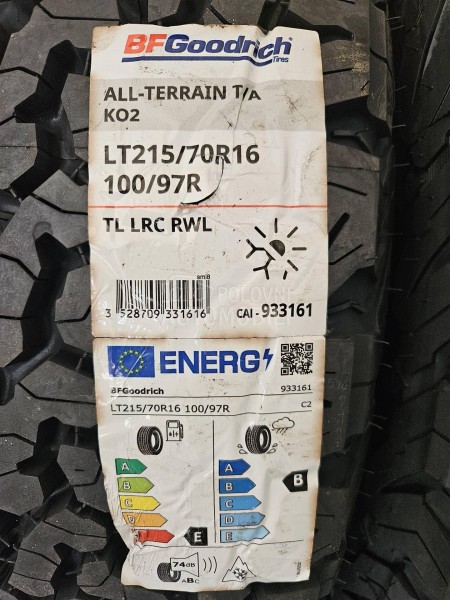 BFGoodrich
Tires
ALL-TERRAIN T/A
KO2
LT215/70R16
100/97R
TL LRC RWL
3 528709 331616
CAI - 933161
ENERG
BFGoodrich 933161
LT215/70R16 100/97R C2
A A
B B B
C C
D D
E E E
74dB
ABC